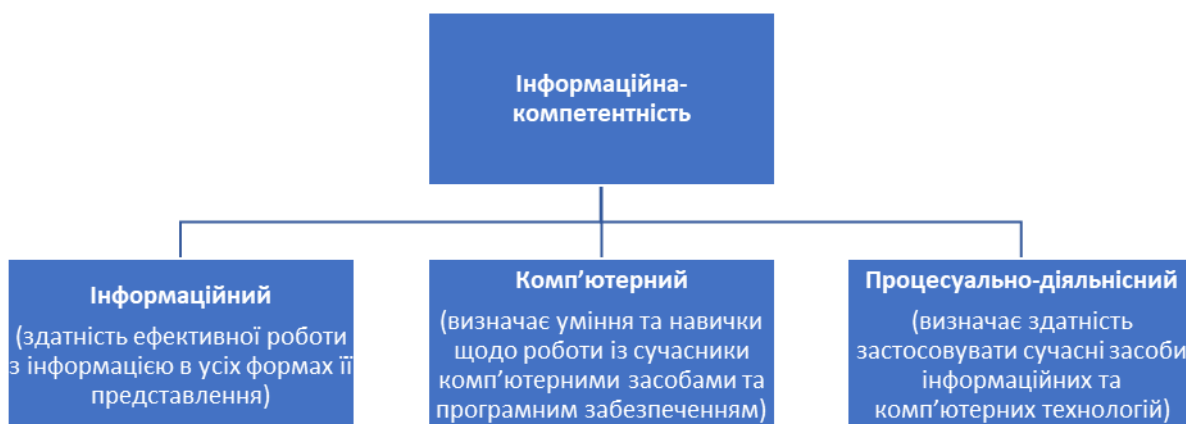 Інформаційна-
компетентність
Інформаційний
(здатність ефективної роботи
з інформацією в усіх формах її
представлення)
Комп’ютерний
(визначає уміння та навички
щодо роботи із сучасники
комп’ютерними засобами та
програмним забезпеченням)
Процесуально-діяльнісний
(визначає здатність
застосовувати сучасні засоби
інформаційних та
комп’ютерних технологій)